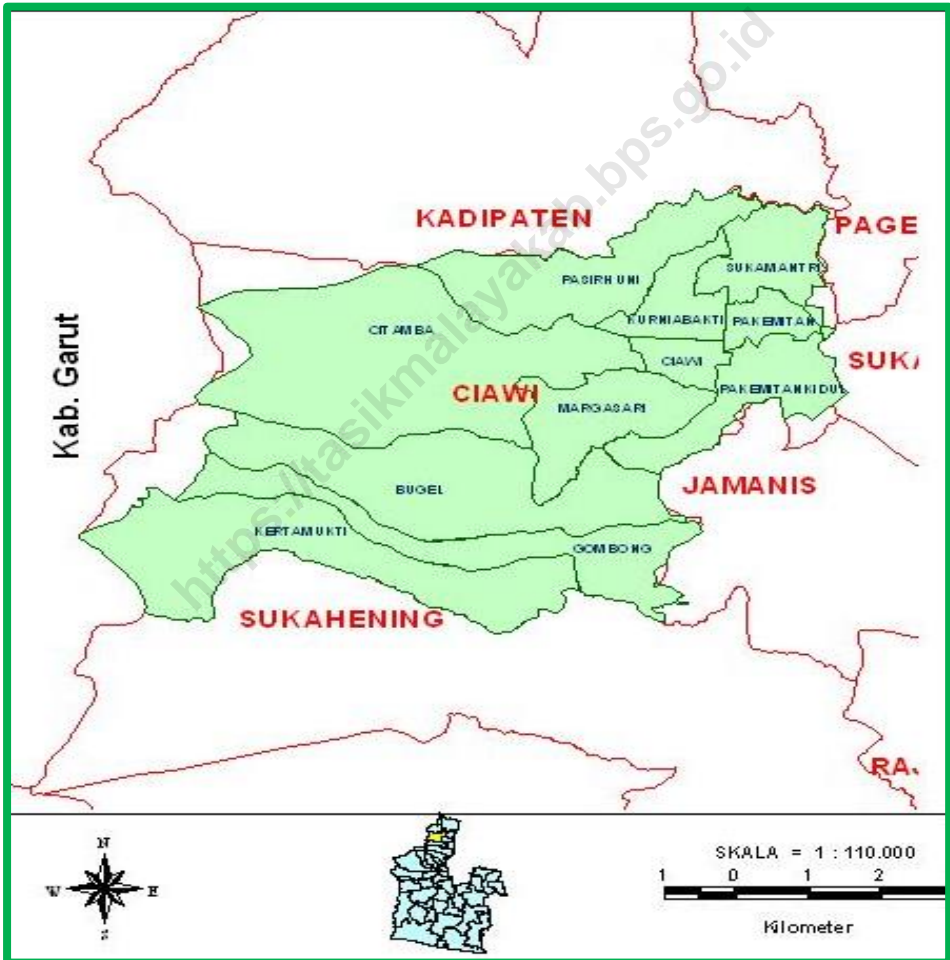 https://tasikmalayakab.bps.go.id
KADIPATEN
PAGE
SUKAMANTRI
PASIRHUNI
KURNIABAKTI
PAKEMITAN
CITAMBA
CIAWI
SUKA
Kab. Garut
CIAWI
PAKEMITANKIDUL
MARGASARI
BUGEL
JAMANIS
KERTAMUKTI
GOMBONG
SUKAHENING
RAJ
N
W E
S
SKALA = 1 : 110.000
1 0 1 2
Kilometer